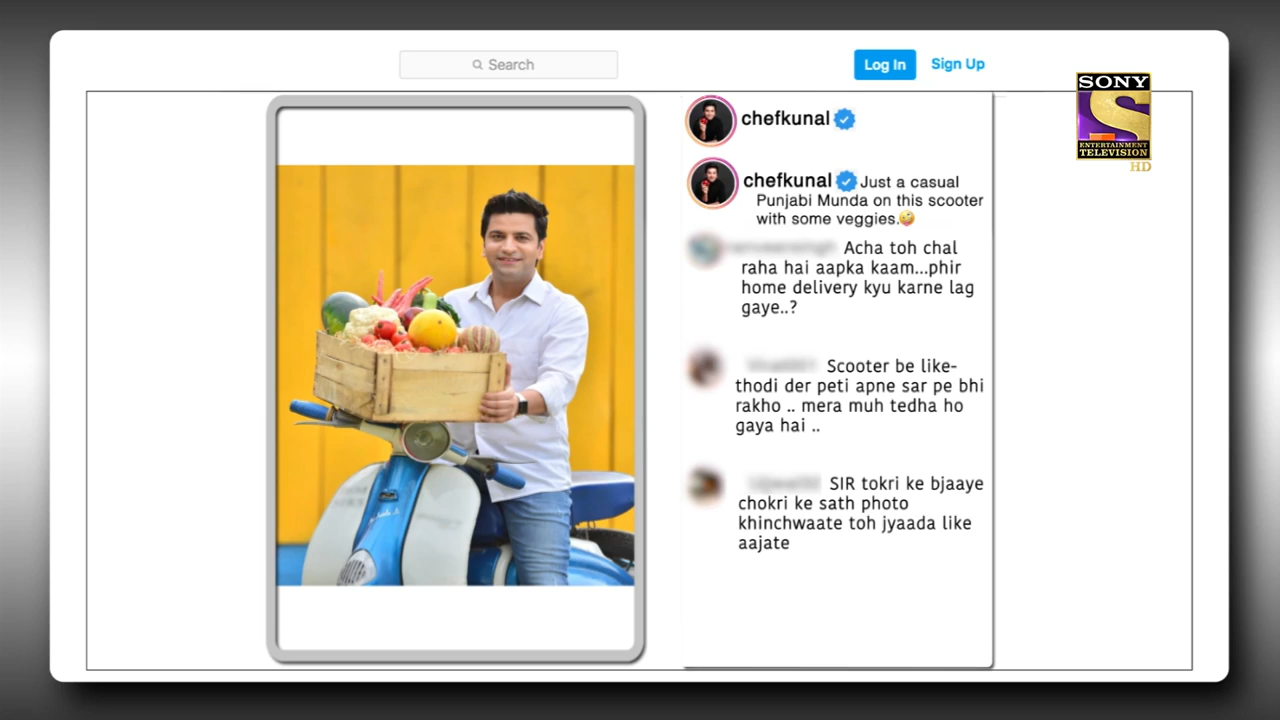 Search
Log In
Sign Up
SONY
ENTERTAINMENT
TELEVISION
HD
chefkunal
chefkunal Just a casual
Punjabi Munda on this scooter
with some veggies.🤪
Acha toh chal
raha hai aapka kaam...phir
home delivery kyu karne lag
gaye..?
Scooter be like-
thodi der peti apne sar pe bhi
rakho .. mera muh tedha ho
gaya hai ..
SIR tokri ke bjaaye
chokri ke sath photo
khinchwaate toh jyaada like
aajate